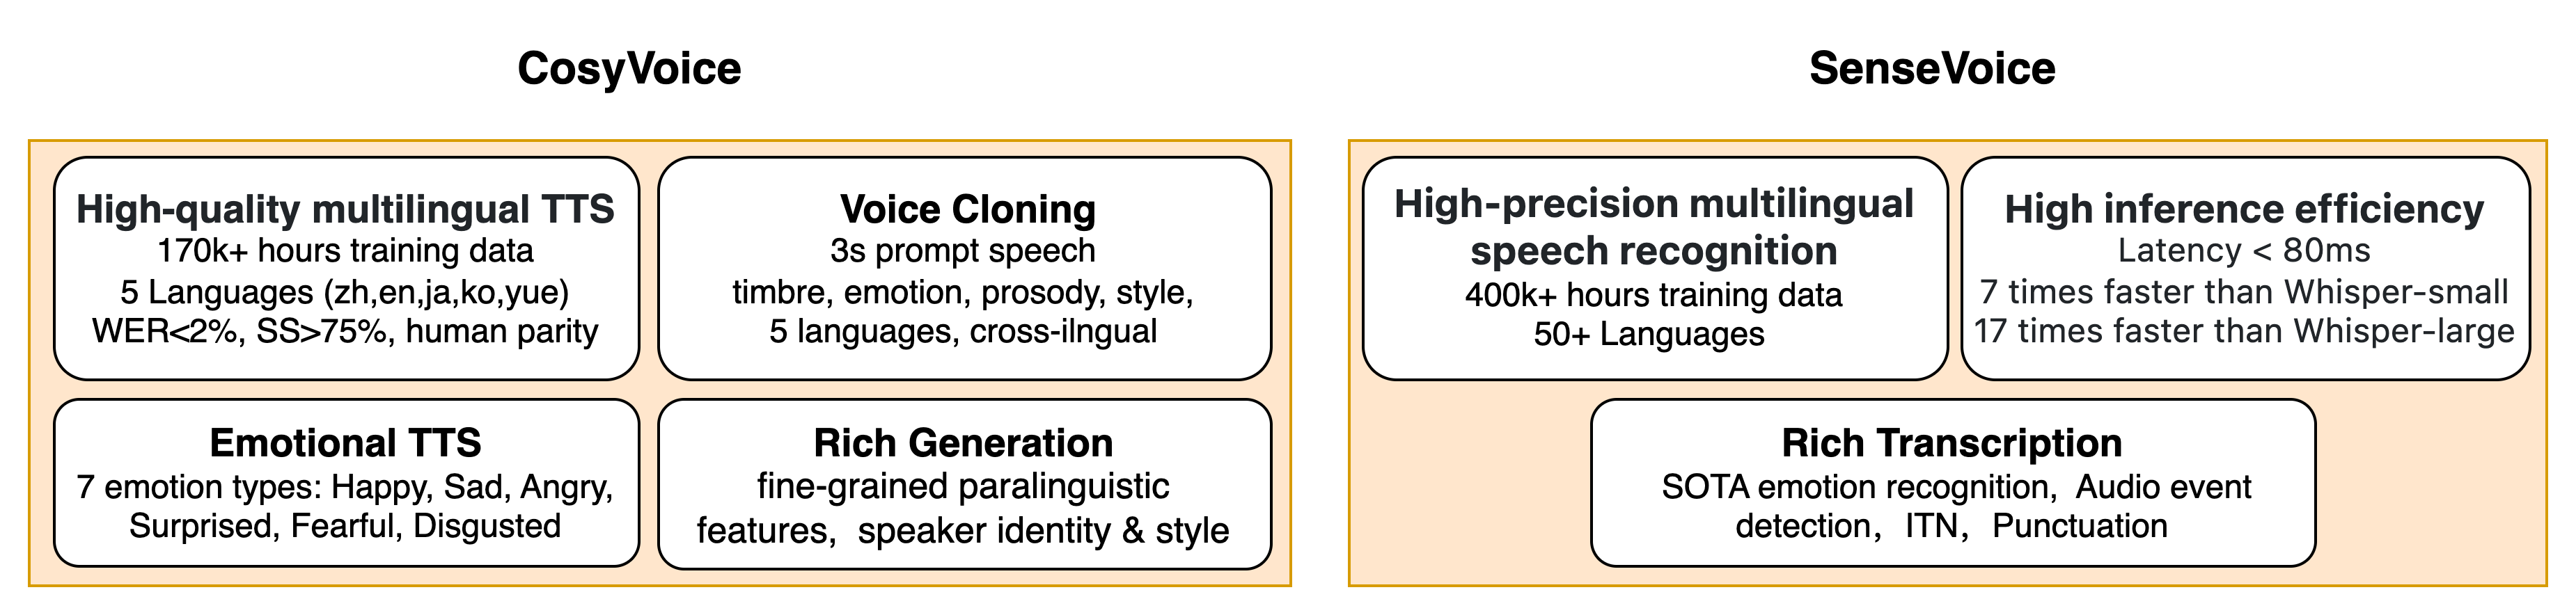 CosyVoice
High-quality multilingual TTS
170k+ hours training data
5 Languages (zh,en,ja,ko,yue)
WER<2%, SS>75%, human parity
Voice Cloning
3s prompt speech
timbre, emotion, prosody, style,
5 languages, cross-ilngual
Emotional TTS
7 emotion types: Happy, Sad, Angry,
Surprised, Fearful, Disgusted
Rich Generation
fine-grained paralinguistic
features,  speaker identity & style
SenseVoice
High-precision multilingual
speech recognition
400k+ hours training data
50+ Languages
High inference efficiency
Latency < 80ms
7 times faster than Whisper-small
17 times faster than Whisper-large
Rich Transcription
SOTA emotion recognition,  Audio event
detection,  ITN,  Punctuation